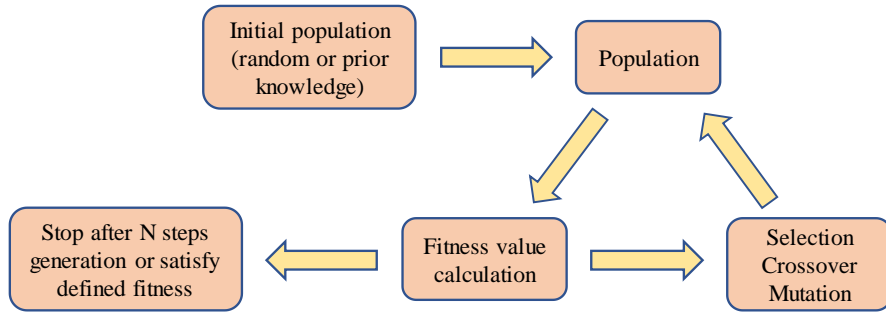 Initial population
(random or prior
knowledge)
Population
Stop after N steps
generation or satisfy
defined fitness
Fitness value
calculation
Selection
Crossover
Mutation